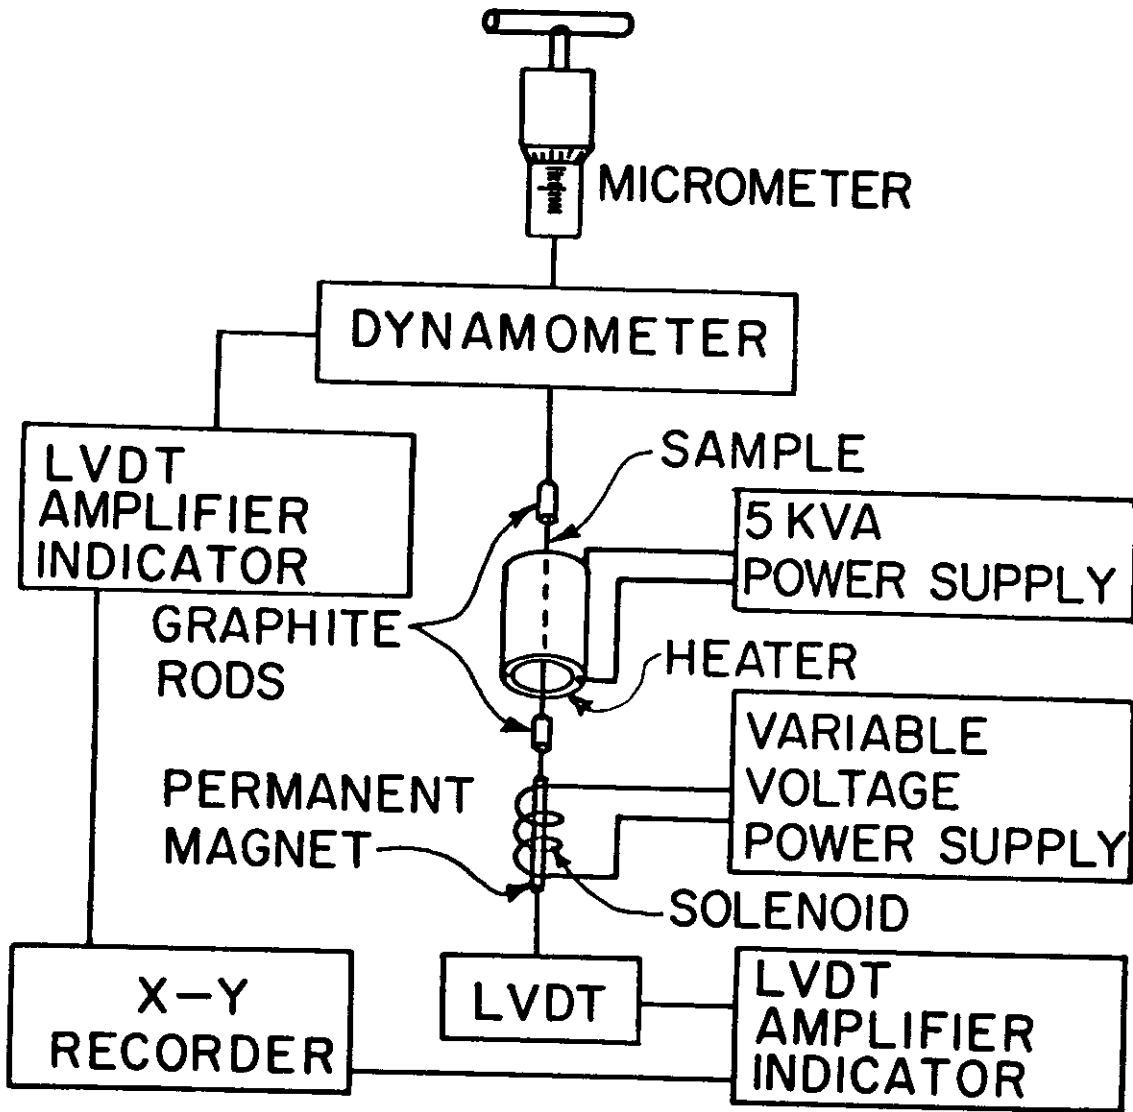 MICROMETER
DYNAMOMETER
LVDT
AMPLIFIER
INDICATOR
SAMPLE
5 KVA
POWER SUPPLY
GRAPHITE
RODS
HEATER
VARIABLE
VOLTAGE
POWER SUPPLY
PERMANENT
MAGNET
SOLENOID
X-Y
RECORDER
LVDT
LVDT
AMPLIFIER
INDICATOR